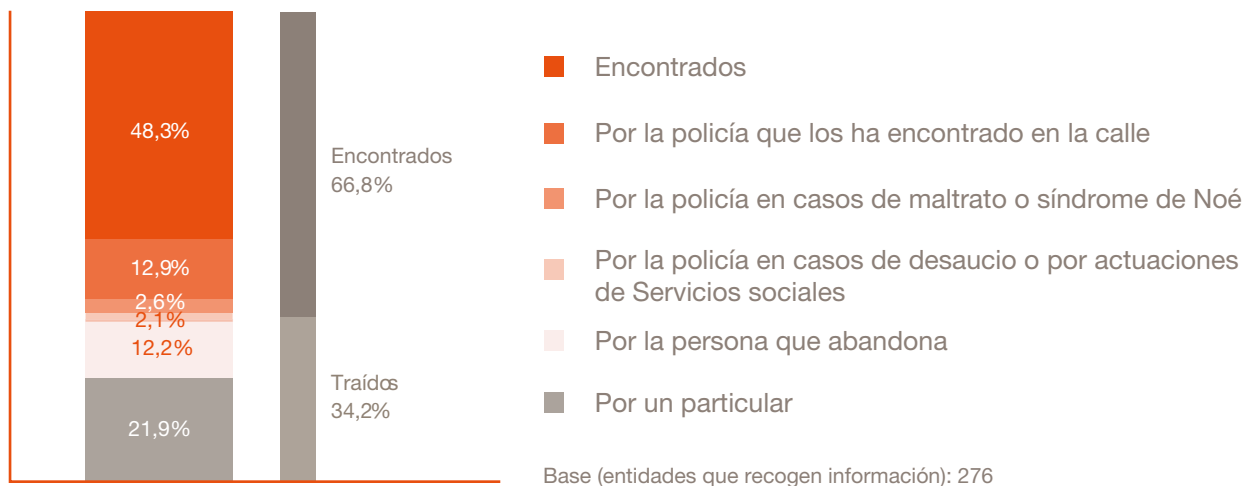 48,3%
12,9%
2,6%
2,1%
12,2%
21,9%
Encontrados
66,8%
Traídos
34,2%
Encontrados
Por la policía que los ha encontrado en la calle
Por la policía en casos de maltrato o síndrome de Noé
Por la policía en casos de desaucio o por actuaciones
de Servicios sociales
Por la persona que abandona
Por un particular
Base (entidades que recogen información): 276